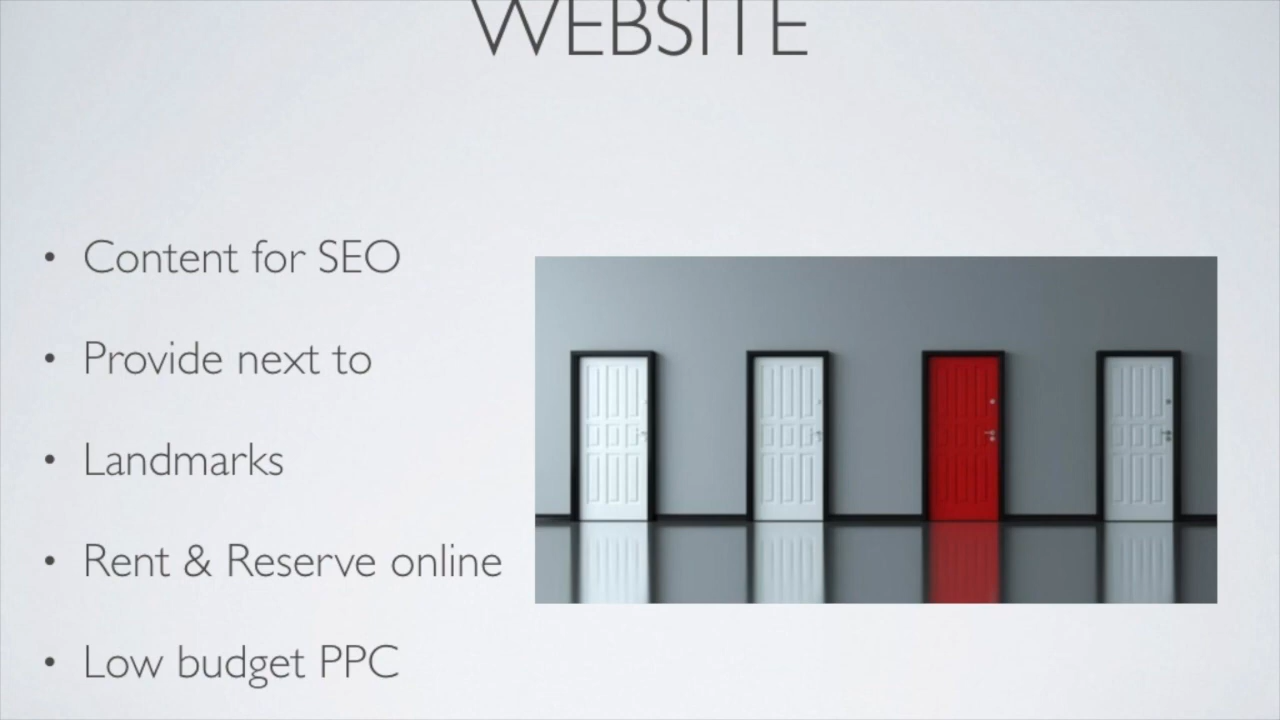 WEBSITE
• Content for SEO
• Provide next to
• Landmarks
• Rent & Reserve online
• Low budget PPC